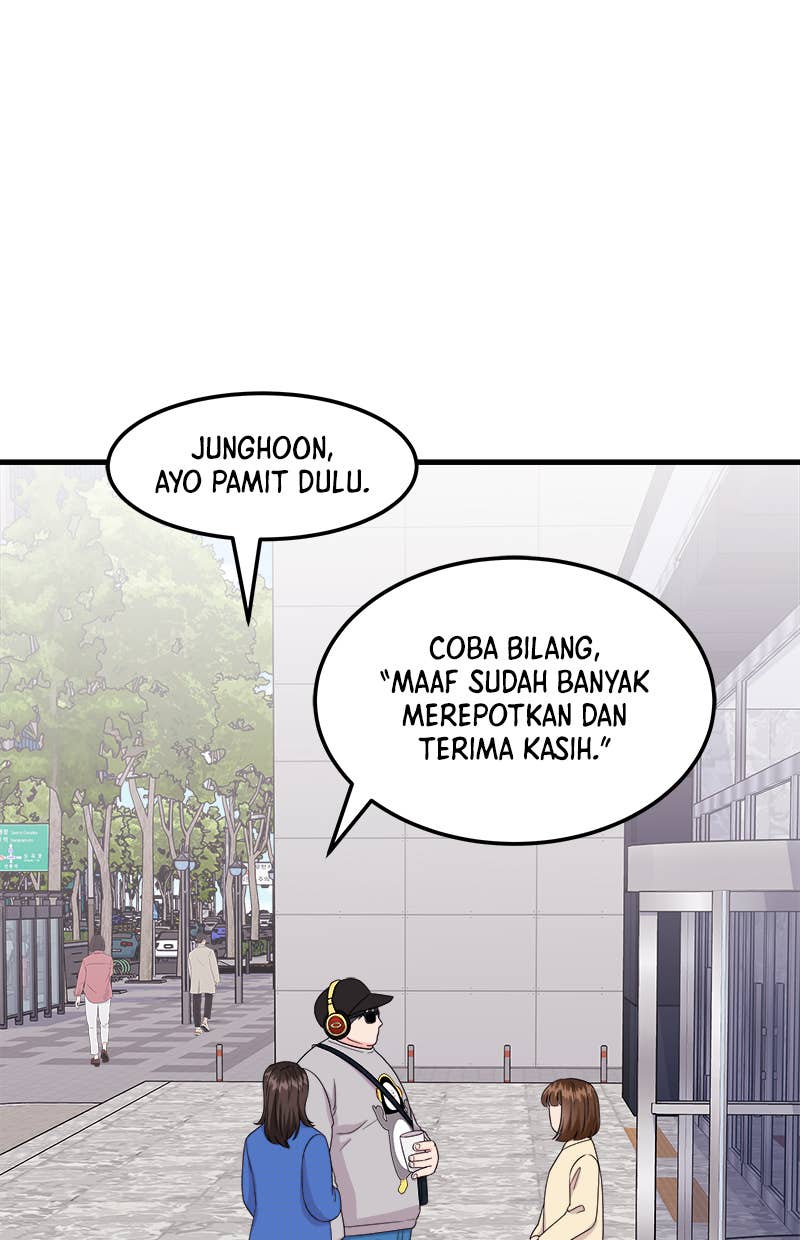 JUNGHOON,
AYO PAMIT DULU.
COBA BILANG,
“MAAF SUDAH BANYAK
MEREPOTKAN DAN
TERIMA KASIH.”